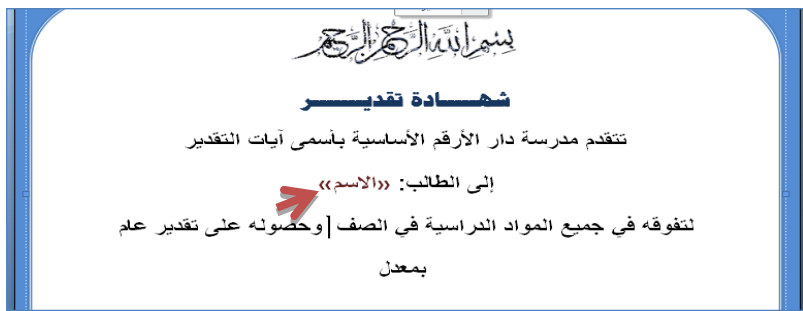 بسم الله الرحمن الرحيم
شهـــــادة تقديـــــــر
تتقدم مدرسة دار الأرقم الأساسية بأسمى آيات التقدير
إلى الطالب: «الاسم»
لتفوقه في جميع المواد الدراسية في الصف وحصوله على تقدير عام
بمعدل